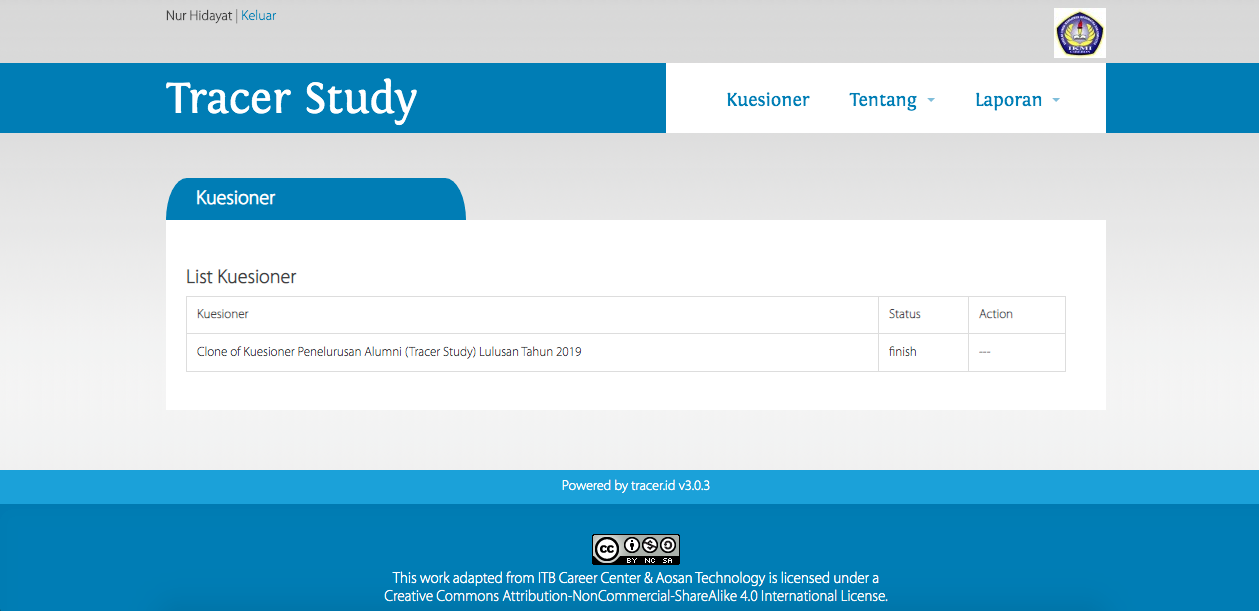 Nur Hidayat | Keluar
IKMI
Tracer Study
Kuesioner Tentang Laporan
Kuesioner
List Kuesioner
Kuesioner Status Action
Clone of Kuesioner Penelurusan Alumni (Tracer Study) Lulusan Tahun 2019 finish ---
Powered by tracer.id v3.0.3
cc
BY NC SA
This work adapted from ITB Career Center & Aosan Technology is licensed under a
Creative Commons Attribution-NonCommercial-ShareAlike 4.0 International License.